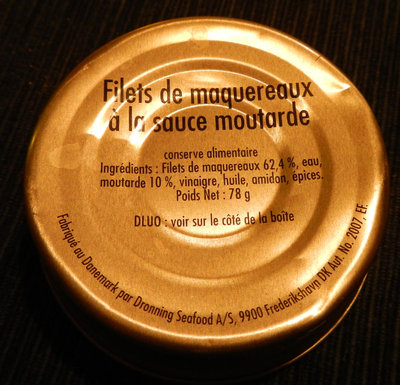 Filets de maquereaux
à la sauce moutarde
conserve alimentaire
Ingrédients : Filets de maquereaux 62,4 %, eau,
moutarde 10 %, vinaigre, huile, amidon, épices.
Poids Net : 78 g
DLUO : voir sur le côté de la boîte
Fabriqué au Danemark par Dronning Seafood A/S, 9900 Frederikshavn DK Aut. No. 2007, EF.